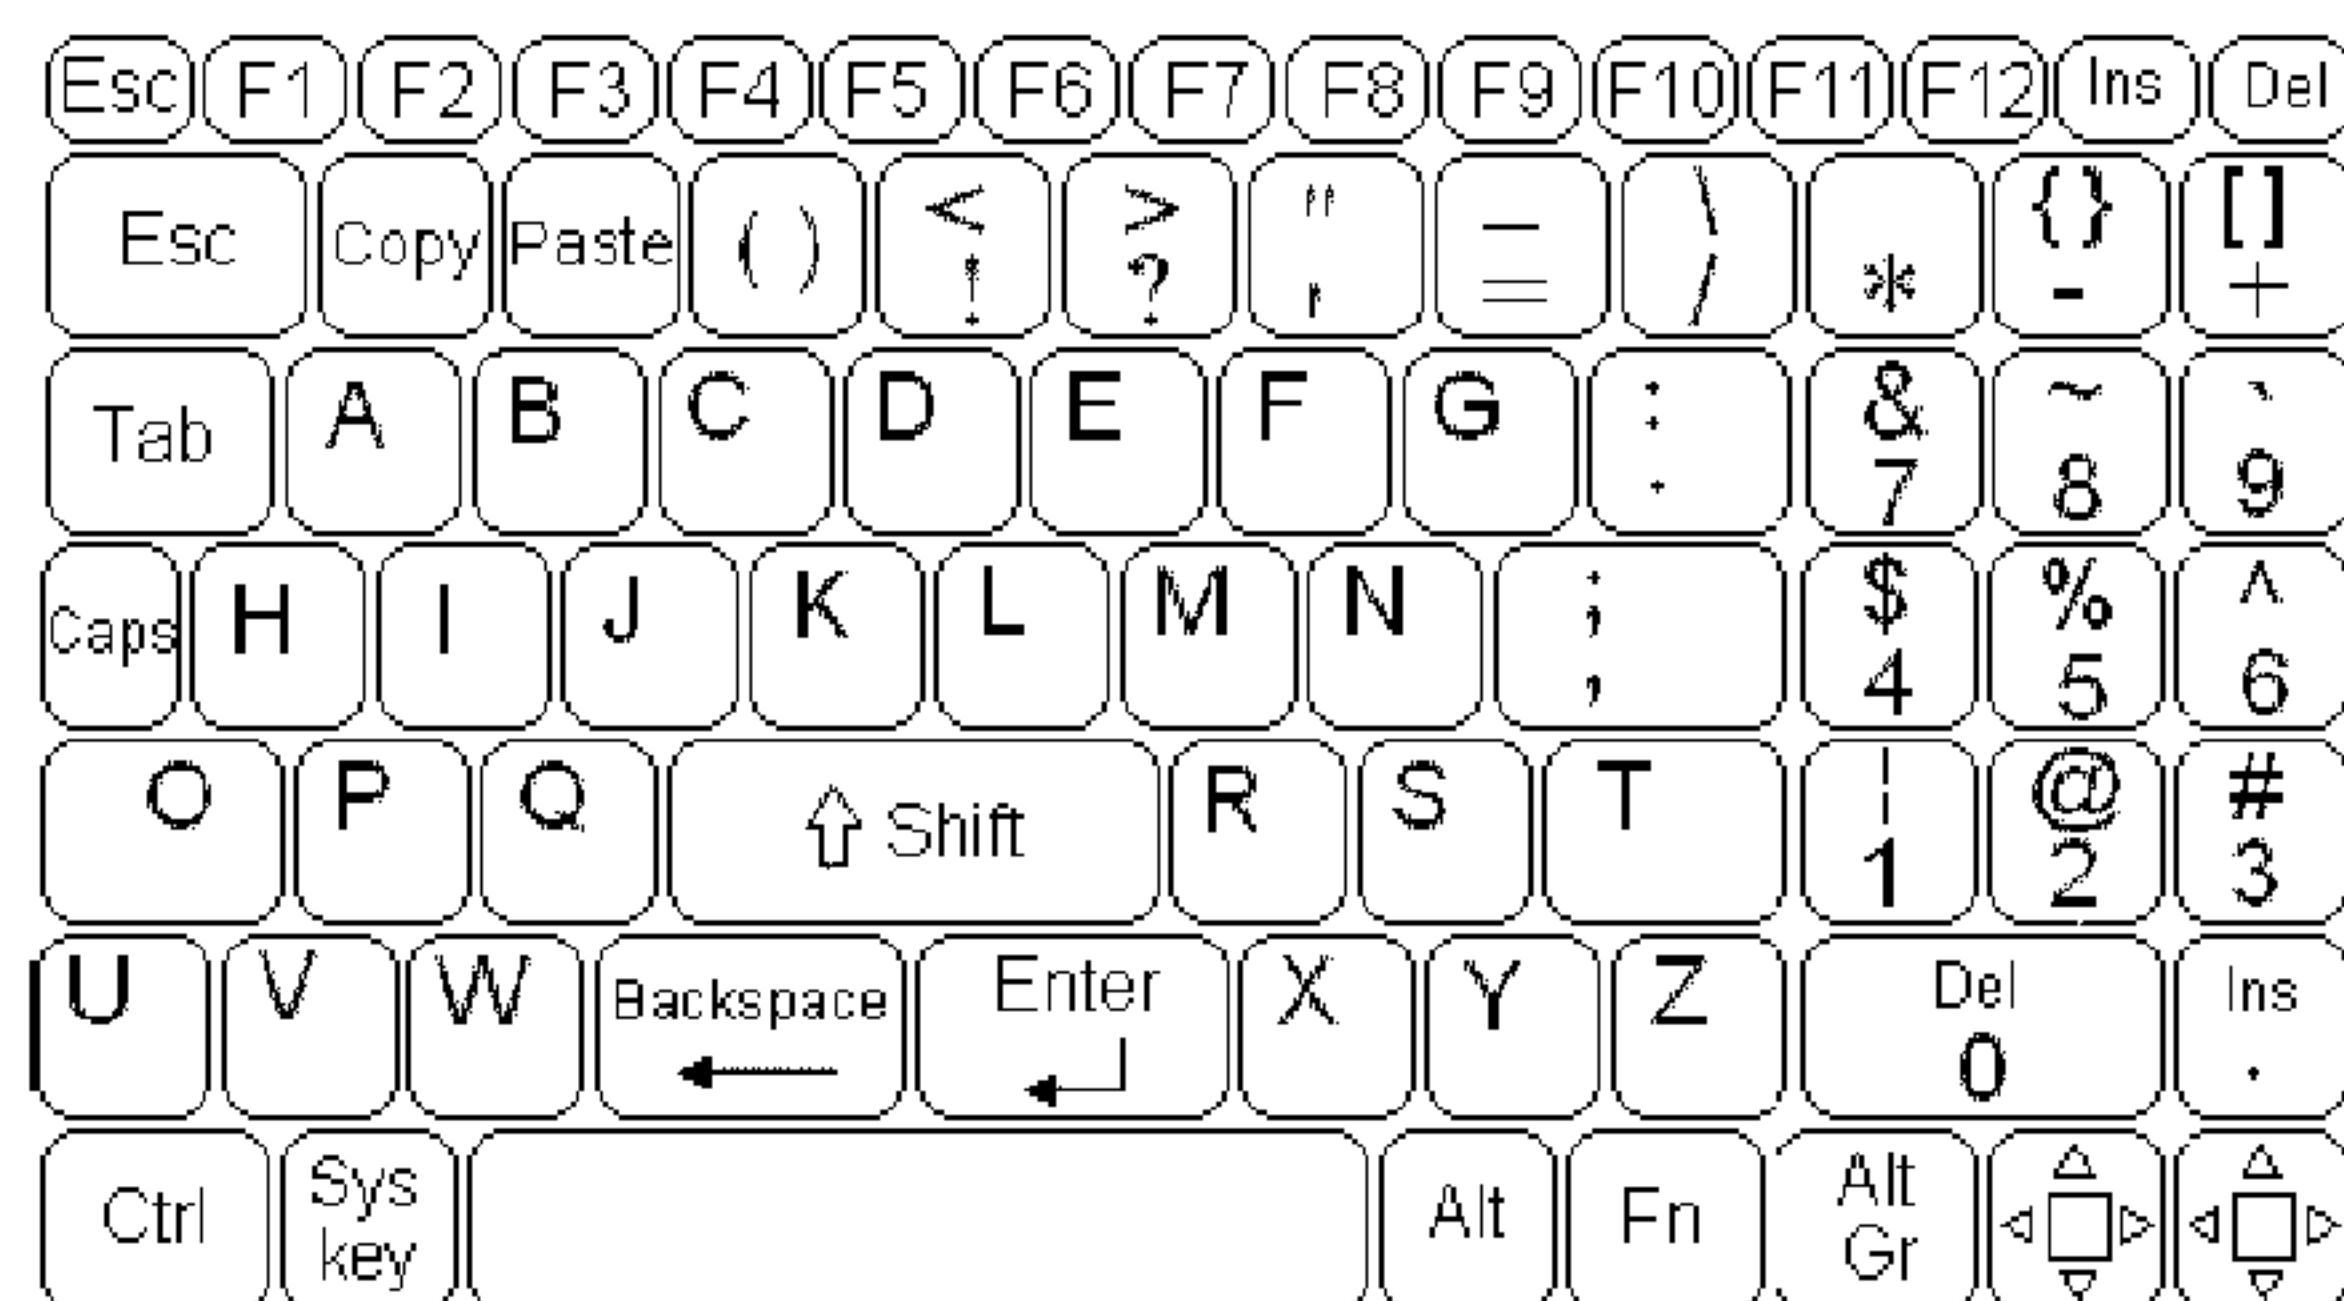 Esc F1 F2 F3 F4 F5 F6 F7 F8 F9 F10 F11 F12 Ins Del
Esc Copy Paste ( ) < ! > ? " ' _ = \ / * {} - [] +
Tab A B C D E F G : . & 7 ~ 8 ` 9
Caps H I J K L M N ; , $ 4 % 5 ^ 6
O P Q Shift R S T ¦ 1 @ 2 # 3
U V W Backspace Enter X Y Z Del 0 Ins .
Ctrl Sys key Alt Fn Alt Gr